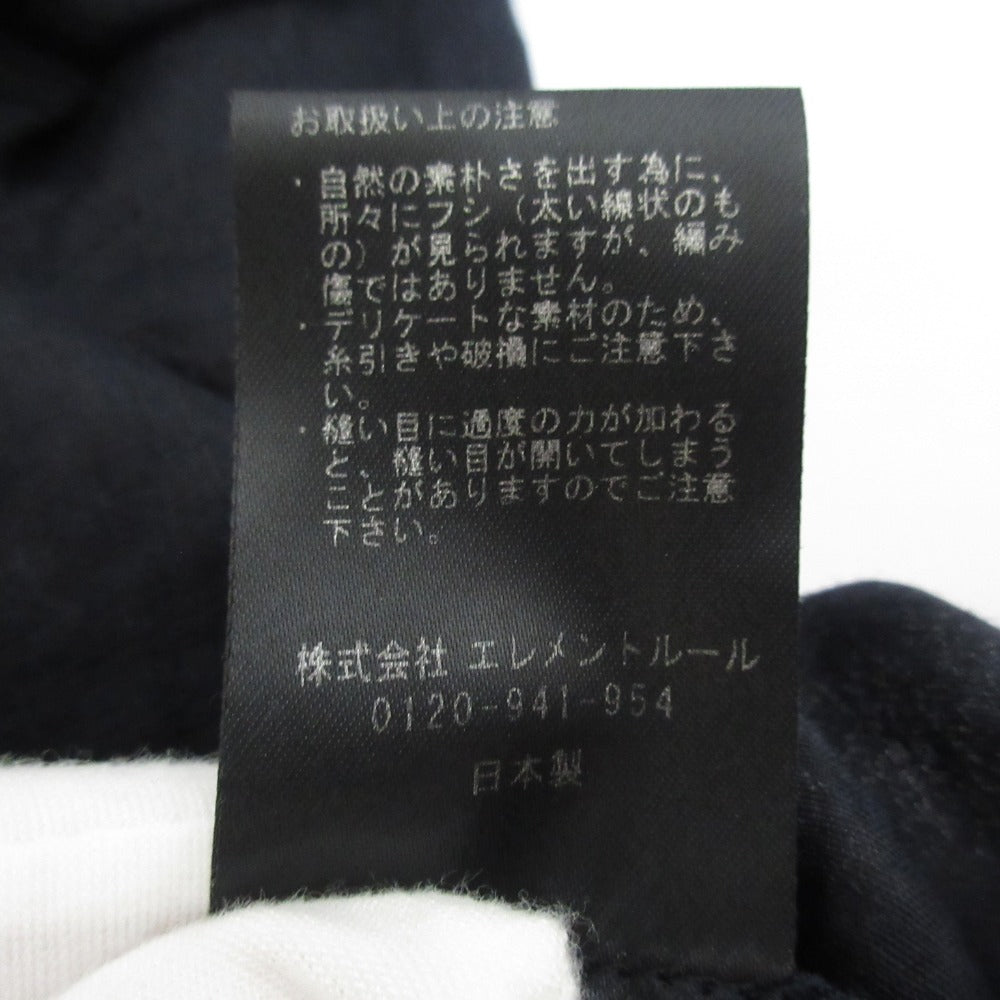 お取扱い上の注意
・自然の素朴さを出す為に、
所々にフシ（太い線状のも
の）が見られますが、編み
傷ではありません。
・デリケートな素材のため、
糸引きや破損にご注意下さ
い。
・縫い目に過度の力が加わる
と、縫い目が開いてしまう
ことがありますのでご注意
下さい。
株式会社 エレメントルール
0120-941-954
日本製